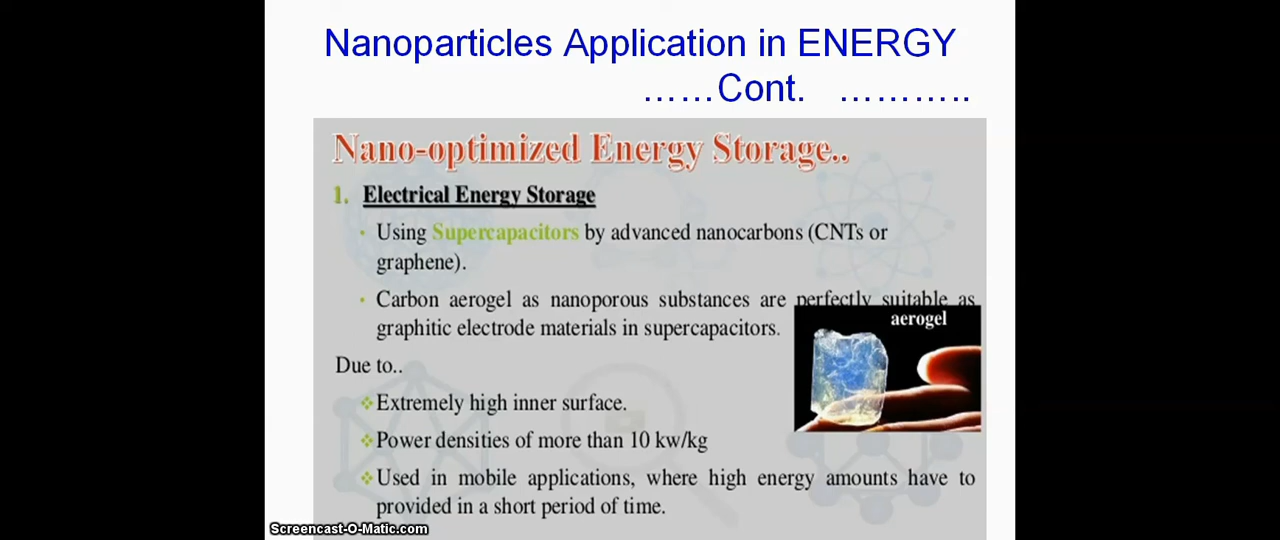 Nanoparticles Application in ENERGY
……Cont. ………..
Nano-optimized Energy Storage..
1. Electrical Energy Storage
• Using Supercapacitors by advanced nanocarbons (CNTs or
graphene).
• Carbon aerogel as nanoporous substances are perfectly suitable as
graphitic electrode materials in supercapacitors.
aerogel
Due to..
❖ Extremely high inner surface.
❖ Power densities of more than 10 kw/kg
❖ Used in mobile applications, where high energy amounts have to
provided in a short period of time.
Screencast-O-Matic.com